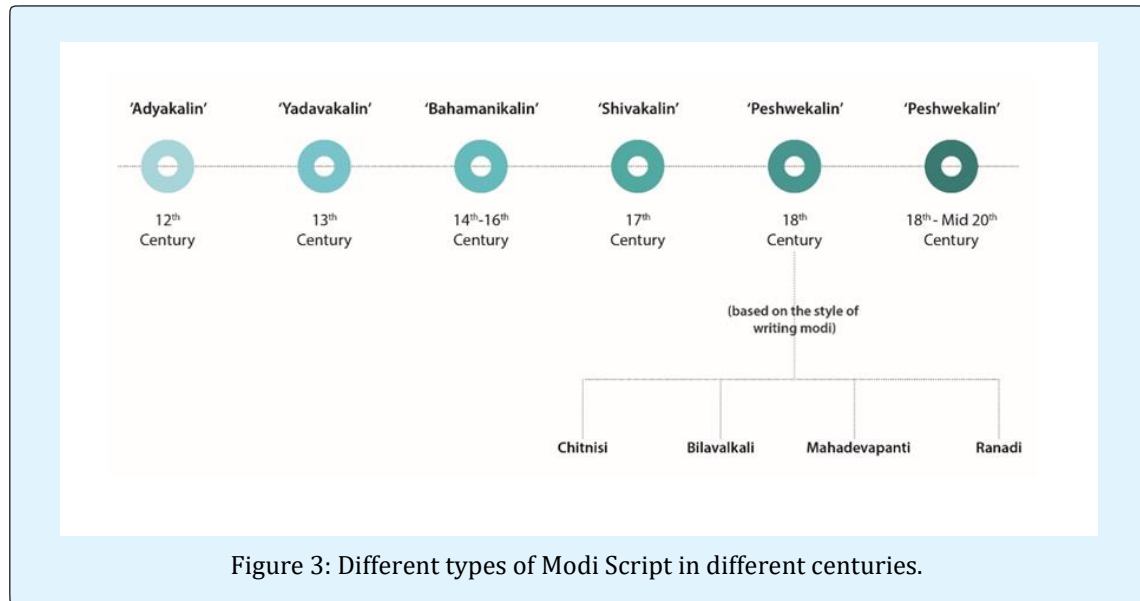 'Adyakalin' 'Yadavakalin' 'Bahamanikalin' 'Shivakalin' 'Peshwekalin' 'Peshwekalin'
12th 13th 14th-16th 17th 18th 18th - Mid 20th
Century Century Century Century Century Century
(based on the style of
writing modi)
Chitnisi Bilavalkali Mahadevapanti Ranadi
Figure 3: Different types of Modi Script in different centuries.